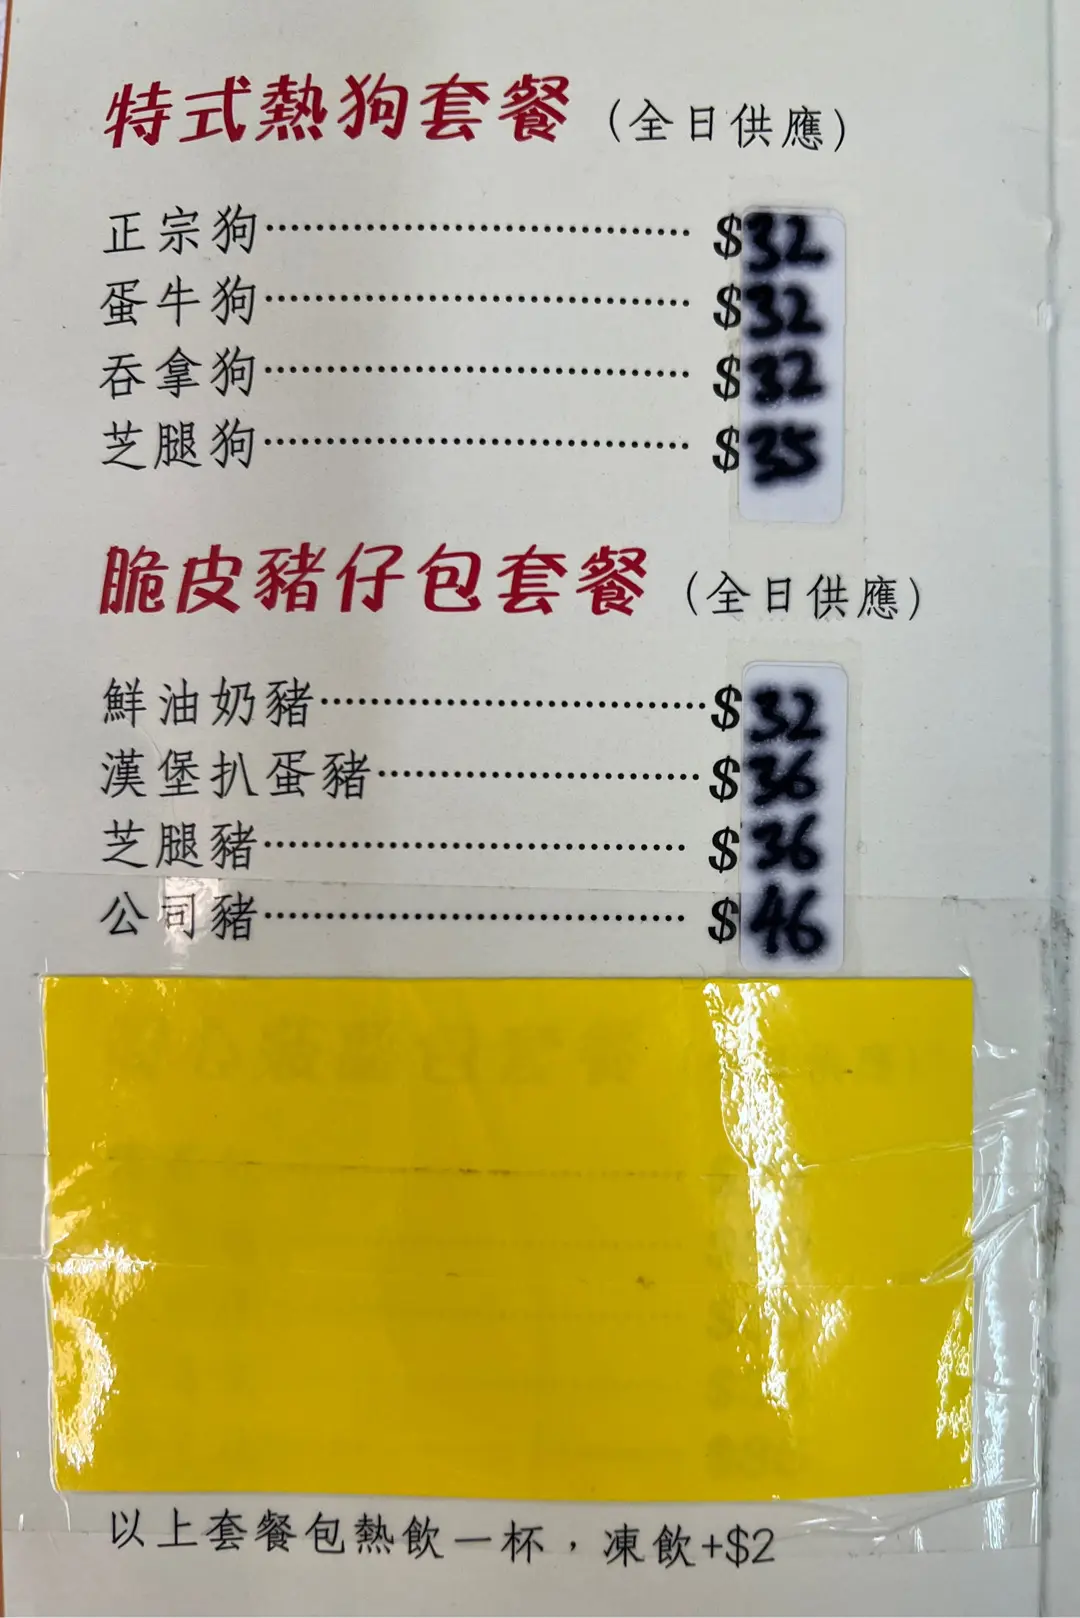 特式熱狗套餐 (全日供應)
正宗狗 $32
蛋牛狗 $32
吞拿狗 $32
芝腿狗 $35
脆皮豬仔包套餐 (全日供應)
鮮油奶豬 $32
漢堡扒蛋豬 $36
芝腿豬 $36
公司豬 $46
以上套餐包熱飲一杯，凍飲+$2